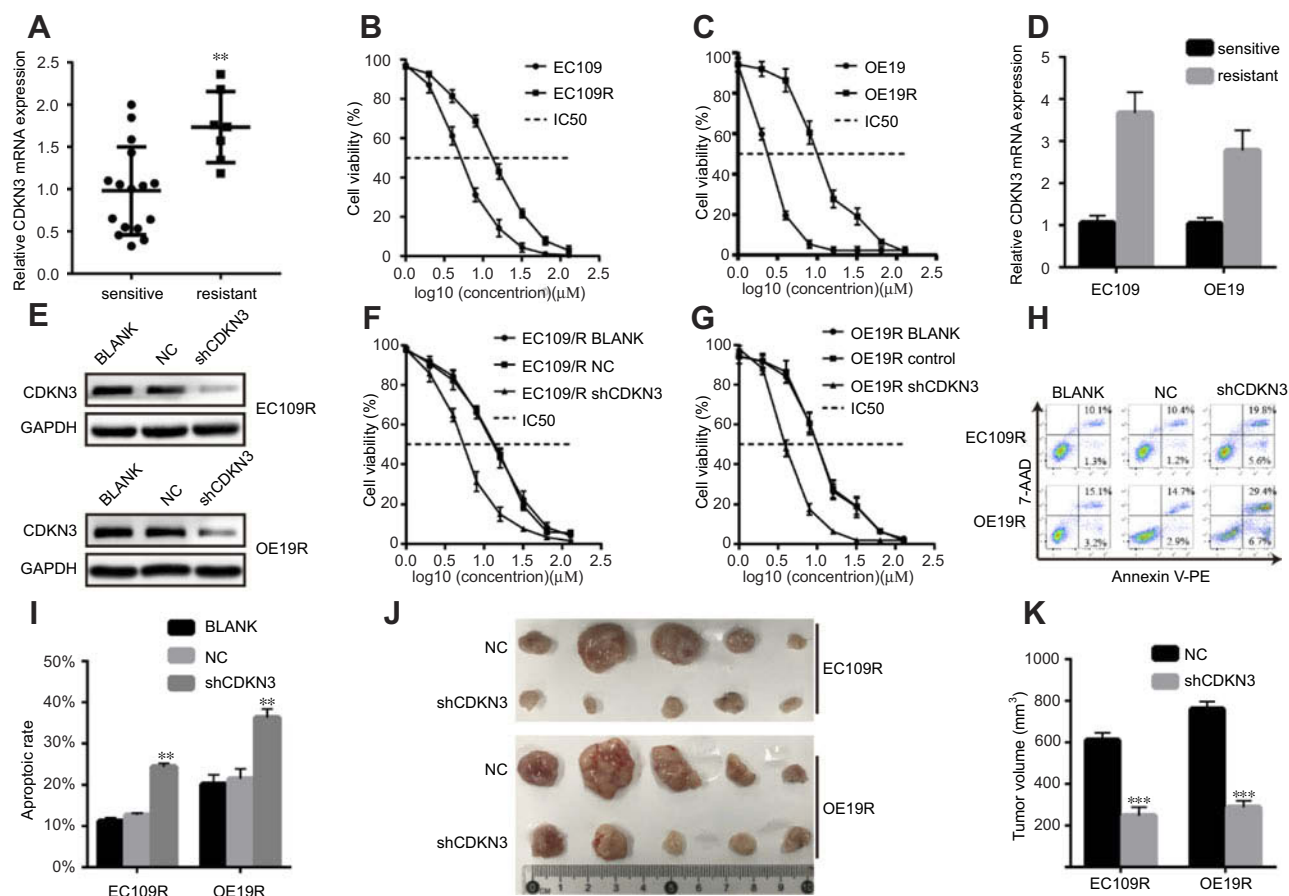 A
**
Relative CDKN3 mRNA expression
2.5
2.0
1.5
1.0
0.5
0.0
sensitive
resistant
B
EC109
EC109R
IC50
Cell viability (%)
100
80
60
40
20
0
0.0 0.5 1.0 1.5 2.0 2.5
log10 (concentrion)(μM)
C
OE19
OE19R
IC50
Cell viability (%)
100
80
60
40
20
0
0.0 0.5 1.0 1.5 2.0 2.5
log10 (concentrion)(μM)
D
sensitive
resistant
Relative CDKN3 mRNA expression
5
4
3
2
1
0
EC109
OE19
E
BLANK
NC
shCDKN3
CDKN3
GAPDH
EC109R
BLANK
NC
shCDKN3
CDKN3
GAPDH
OE19R
F
EC109/R BLANK
EC109/R NC
EC109/R shCDKN3
IC50
Cell viability (%)
100
80
60
40
20
0
0.0 0.5 1.0 1.5 2.0 2.5
log10 (concentrion)(μM)
G
OE19R BLANK
OE19R control
OE19R shCDKN3
IC50
Cell viability (%)
100
80
60
40
20
0
0.0 0.5 1.0 1.5 2.0 2.5
log10 (concentrion)(μM)
H
BLANK NC shCDKN3
EC109R
10.1% 10.4% 19.8%
1.3% 1.2% 5.6%
7-AAD
OE19R
15.1% 14.7% 29.4%
3.2% 2.9% 6.7%
Annexin V-PE
I
BLANK
NC
shCDKN3
Aproptoic rate
50%
40%
30%
20%
10%
0%
**
**
EC109R
OE19R
J
NC
shCDKN3
EC109R
NC
shCDKN3
OE19R
0 CM 1 2 3 4 5 6 7 8 9 10
K
NC
shCDKN3
Tumor volume (mm³)
1000
800
600
400
200
***
***
EC109R
OE19R